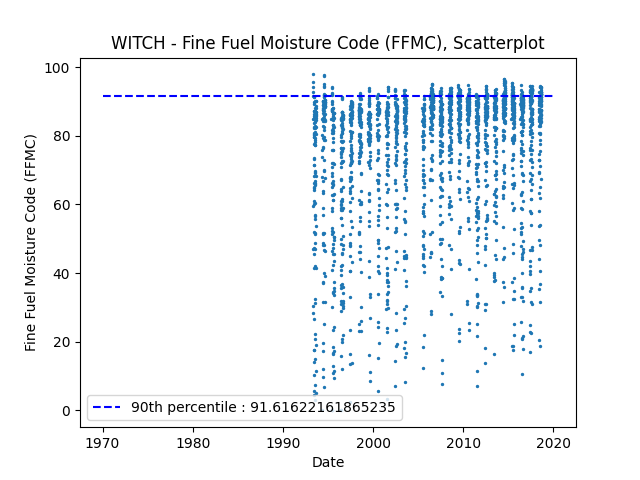 WITCH - Fine Fuel Moisture Code (FFMC), Scatterplot
100
80
60
40
20
0
Fine Fuel Moisture Code (FFMC)
90th percentile : 91.61622161865235
1970 1980 1990 2000 2010 2020
Date